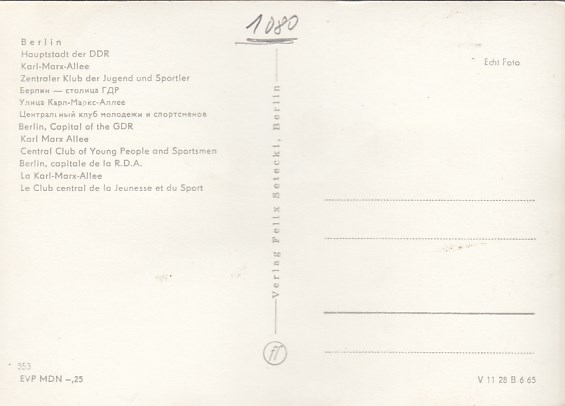 1080
Berlin
Hauptstadt der DDR
Karl-Marx-Allee
Zentraler Klub der Jugend und Sportler
Берлин — столица ГДР
Улица Карл-Маркс-Аллее
Центральный клуб молодежи и спортсменов
Berlin, Capital of the GDR
Karl Marx Allee
Central Club of Young People and Sportsmen
Berlin, capitale de la R.D.A.
La Karl-Marx-Allee
Le Club central de la Jeunesse et du Sport
353
EVP MDN –,25
Verlag Felix Setecki, Berlin
Echt Foto
V 11 28 B 6 65